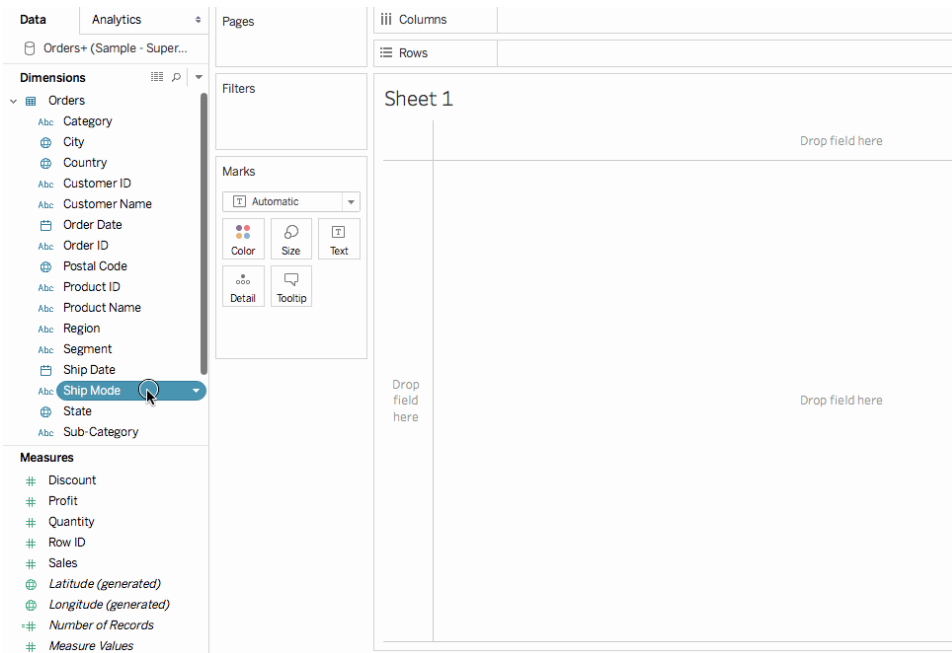 Data
Analytics
Orders+ (Sample - Super...
Dimensions
Orders
Abc Category
City
Country
Abc Customer ID
Abc Customer Name
Order Date
Abc Order ID
Postal Code
Abc Product ID
Abc Product Name
Abc Region
Abc Segment
Ship Date
Abc Ship Mode
State
Abc Sub-Category
Measures
# Discount
# Profit
# Quantity
# Row ID
# Sales
Latitude (generated)
Longitude (generated)
=# Number of Records
# Measure Values
Pages
Filters
Marks
T Automatic
Color
Size
T
Text
Detail
Tooltip
iii Columns
Rows
Sheet 1
Drop field here
Drop
field
here
Drop field here